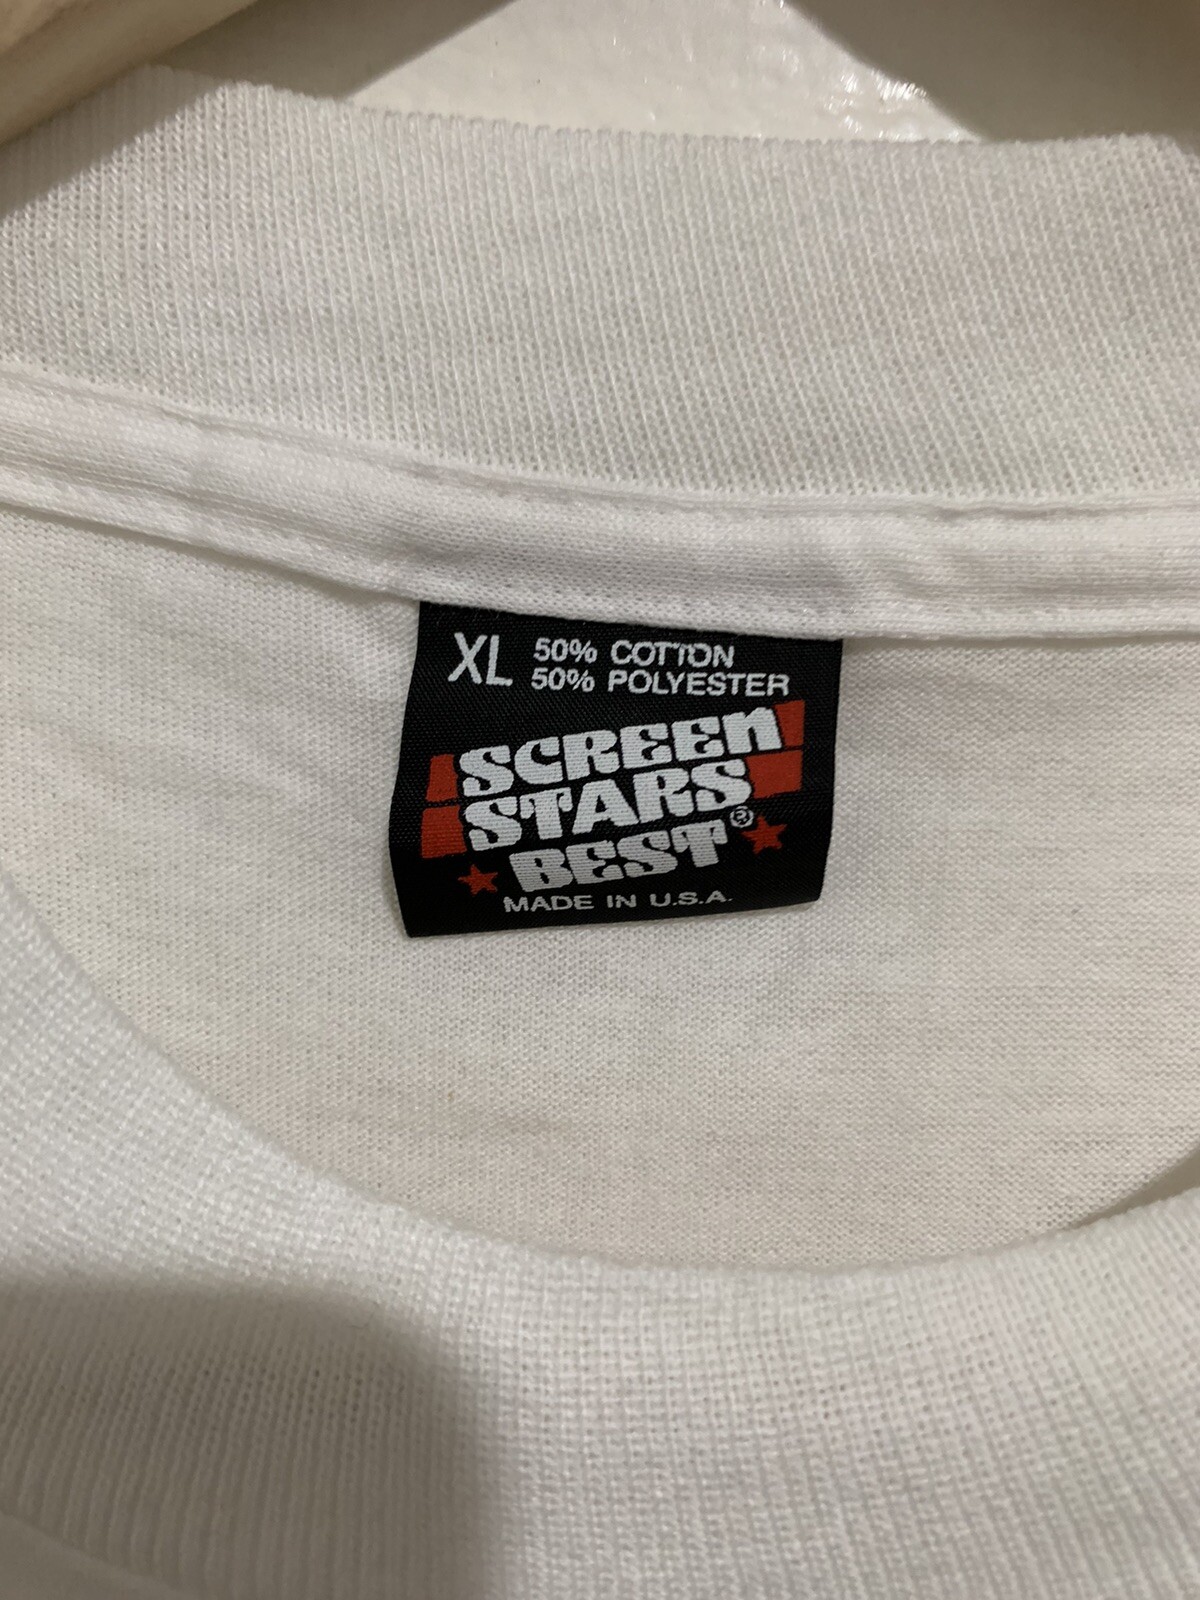 XL 50% COTTON
50% POLYESTER
SCREEN
STARS
BEST®
MADE IN U.S.A.